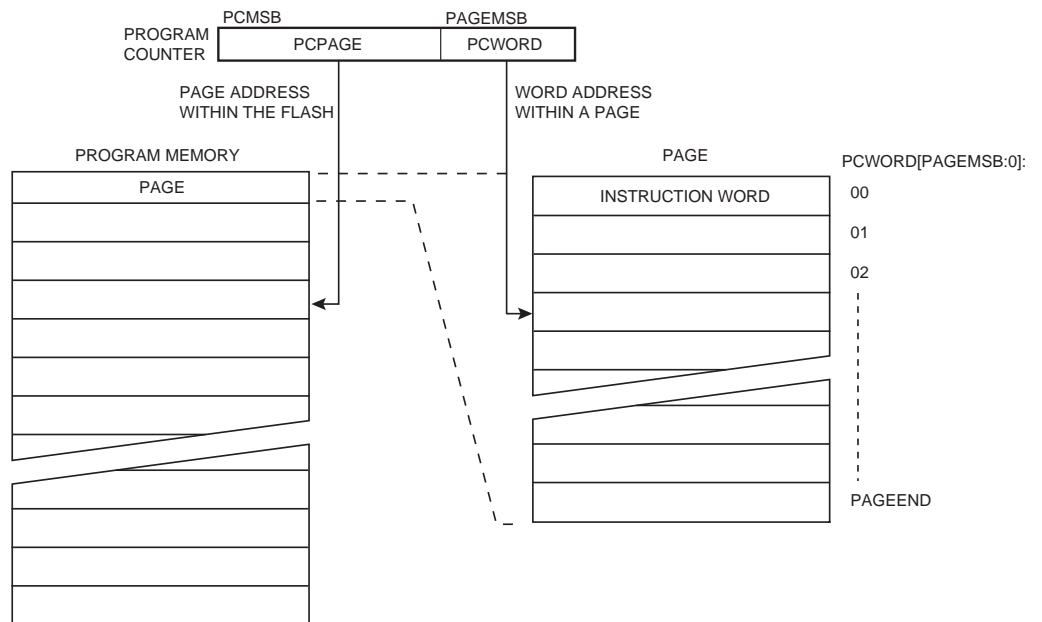 PCMSB
PAGEMSB
PROGRAM
COUNTER
PCPAGE
PCWORD
PAGE ADDRESS
WITHIN THE FLASH
WORD ADDRESS
WITHIN A PAGE
PROGRAM MEMORY
PAGE
PAGE
INSTRUCTION WORD
PCWORD[PAGEMSB:0]:
00
01
02
PAGEEND